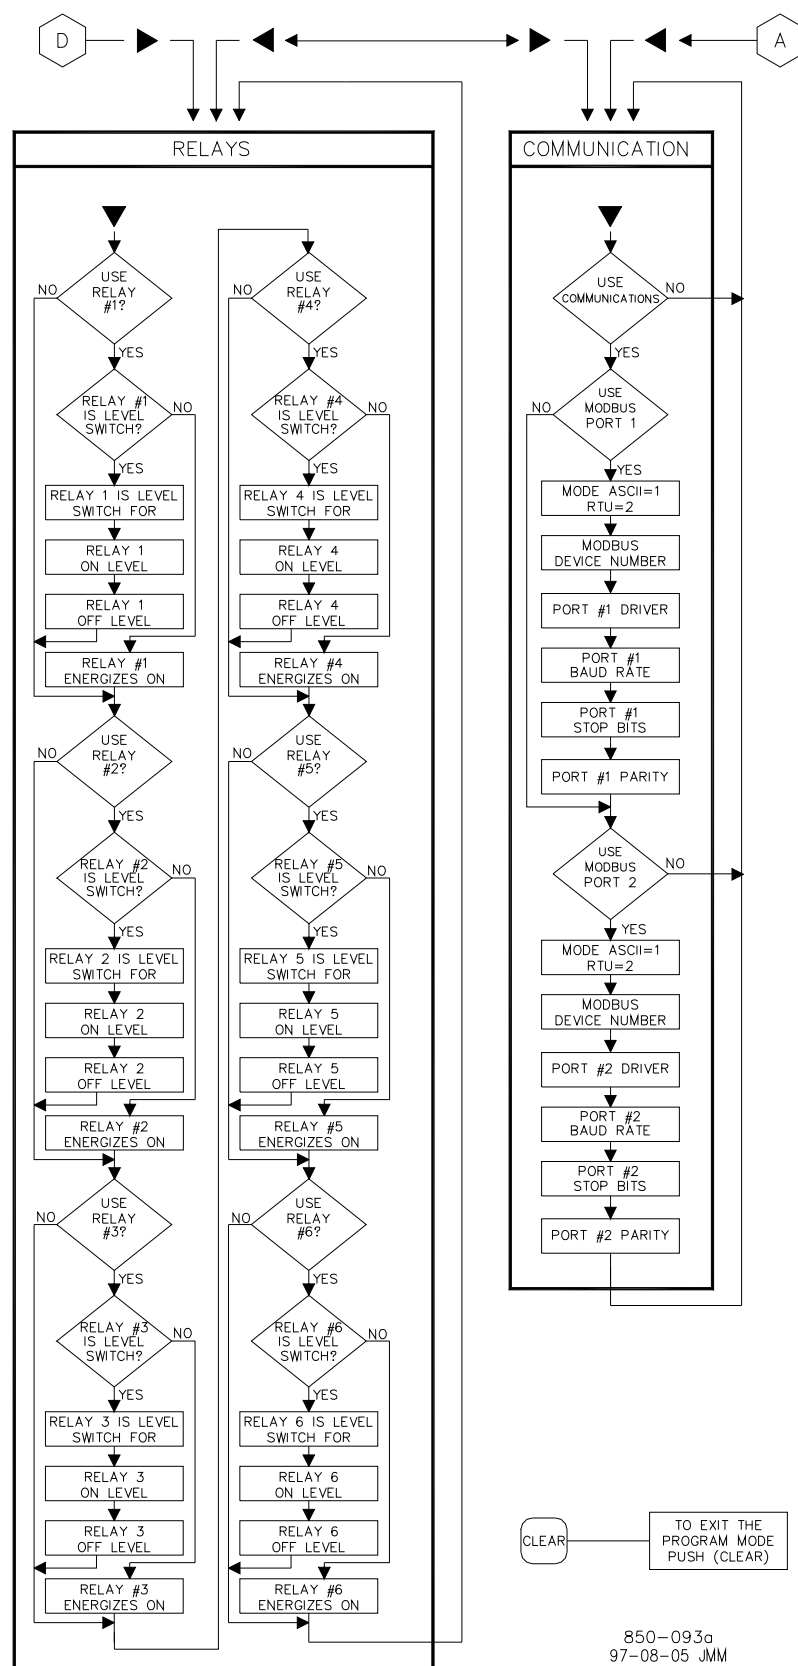 D
A
RELAYS
USE
RELAY
#1?
NO
YES
RELAY #1
IS LEVEL
SWITCH?
NO
YES
RELAY 1 IS LEVEL
SWITCH FOR
RELAY 1
ON LEVEL
RELAY 1
OFF LEVEL
RELAY #1
ENERGIZES ON
USE
RELAY
#2?
NO
YES
RELAY #2
IS LEVEL
SWITCH?
NO
YES
RELAY 2 IS LEVEL
SWITCH FOR
RELAY 2
ON LEVEL
RELAY 2
OFF LEVEL
RELAY #2
ENERGIZES ON
USE
RELAY
#3?
NO
YES
RELAY #3
IS LEVEL
SWITCH?
NO
YES
RELAY 3 IS LEVEL
SWITCH FOR
RELAY 3
ON LEVEL
RELAY 3
OFF LEVEL
RELAY #3
ENERGIZES ON
USE
RELAY
#4?
NO
YES
RELAY #4
IS LEVEL
SWITCH?
NO
YES
RELAY 4 IS LEVEL
SWITCH FOR
RELAY 4
ON LEVEL
RELAY 4
OFF LEVEL
RELAY #4
ENERGIZES ON
USE
RELAY
#5?
NO
YES
RELAY #5
IS LEVEL
SWITCH?
NO
YES
RELAY 5 IS LEVEL
SWITCH FOR
RELAY 5
ON LEVEL
RELAY 5
OFF LEVEL
RELAY #5
ENERGIZES ON
USE
RELAY
#6?
NO
YES
RELAY #6
IS LEVEL
SWITCH?
NO
YES
RELAY 6 IS LEVEL
SWITCH FOR
RELAY 6
ON LEVEL
RELAY 6
OFF LEVEL
RELAY #6
ENERGIZES ON
COMMUNICATION
USE
COMMUNICATIONS
NO
YES
USE
MODBUS
PORT 1
NO
YES
MODE ASCII=1
RTU=2
MODBUS
DEVICE NUMBER
PORT #1 DRIVER
PORT #1
BAUD RATE
PORT #1
STOP BITS
PORT #1 PARITY
USE
MODBUS
PORT 2
NO
YES
MODE ASCII=1
RTU=2
MODBUS
DEVICE NUMBER
PORT #2 DRIVER
PORT #2
BAUD RATE
PORT #2
STOP BITS
PORT #2 PARITY
CLEAR
TO EXIT THE
PROGRAM MODE
PUSH (CLEAR)
850-093a
97-08-05 JMM